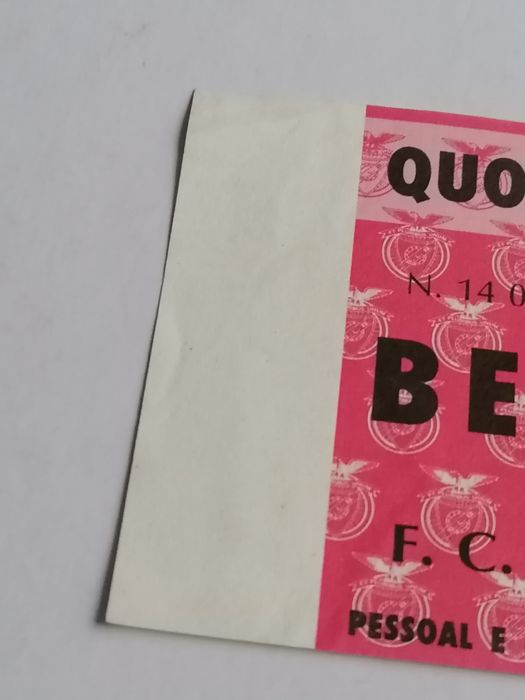 QUO
N. 14 0
BE
F. C.
PESSOAL E